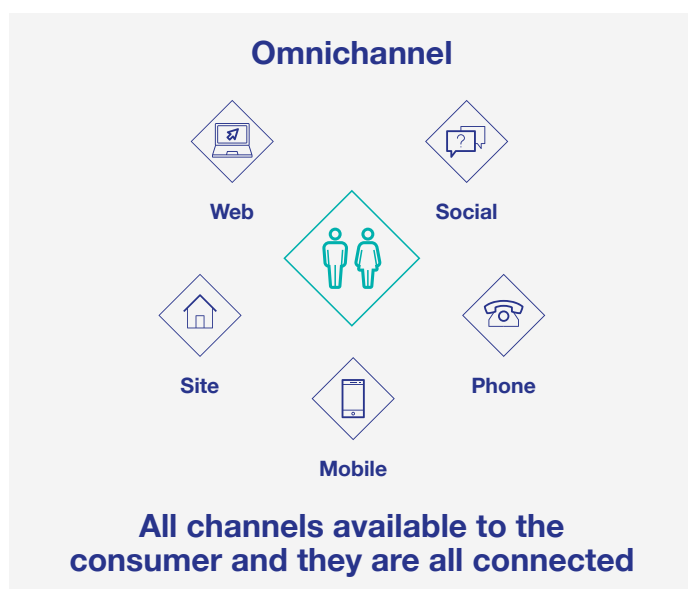 Omnichannel
?
Web
Social
Site
Phone
Mobile
All channels available to the
consumer and they are all connected